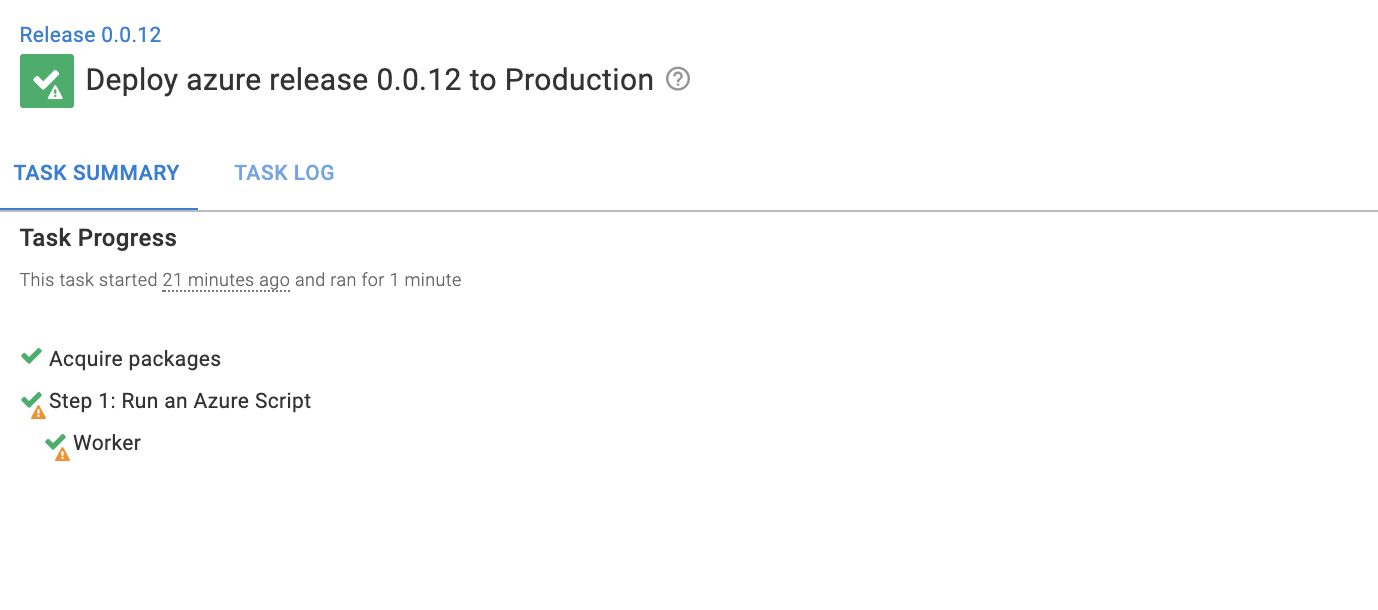 Release 0.0.12
Deploy azure release 0.0.12 to Production
TASK SUMMARY TASK LOG
Task Progress
This task started 21 minutes ago and ran for 1 minute
Acquire packages
Step 1: Run an Azure Script
Worker